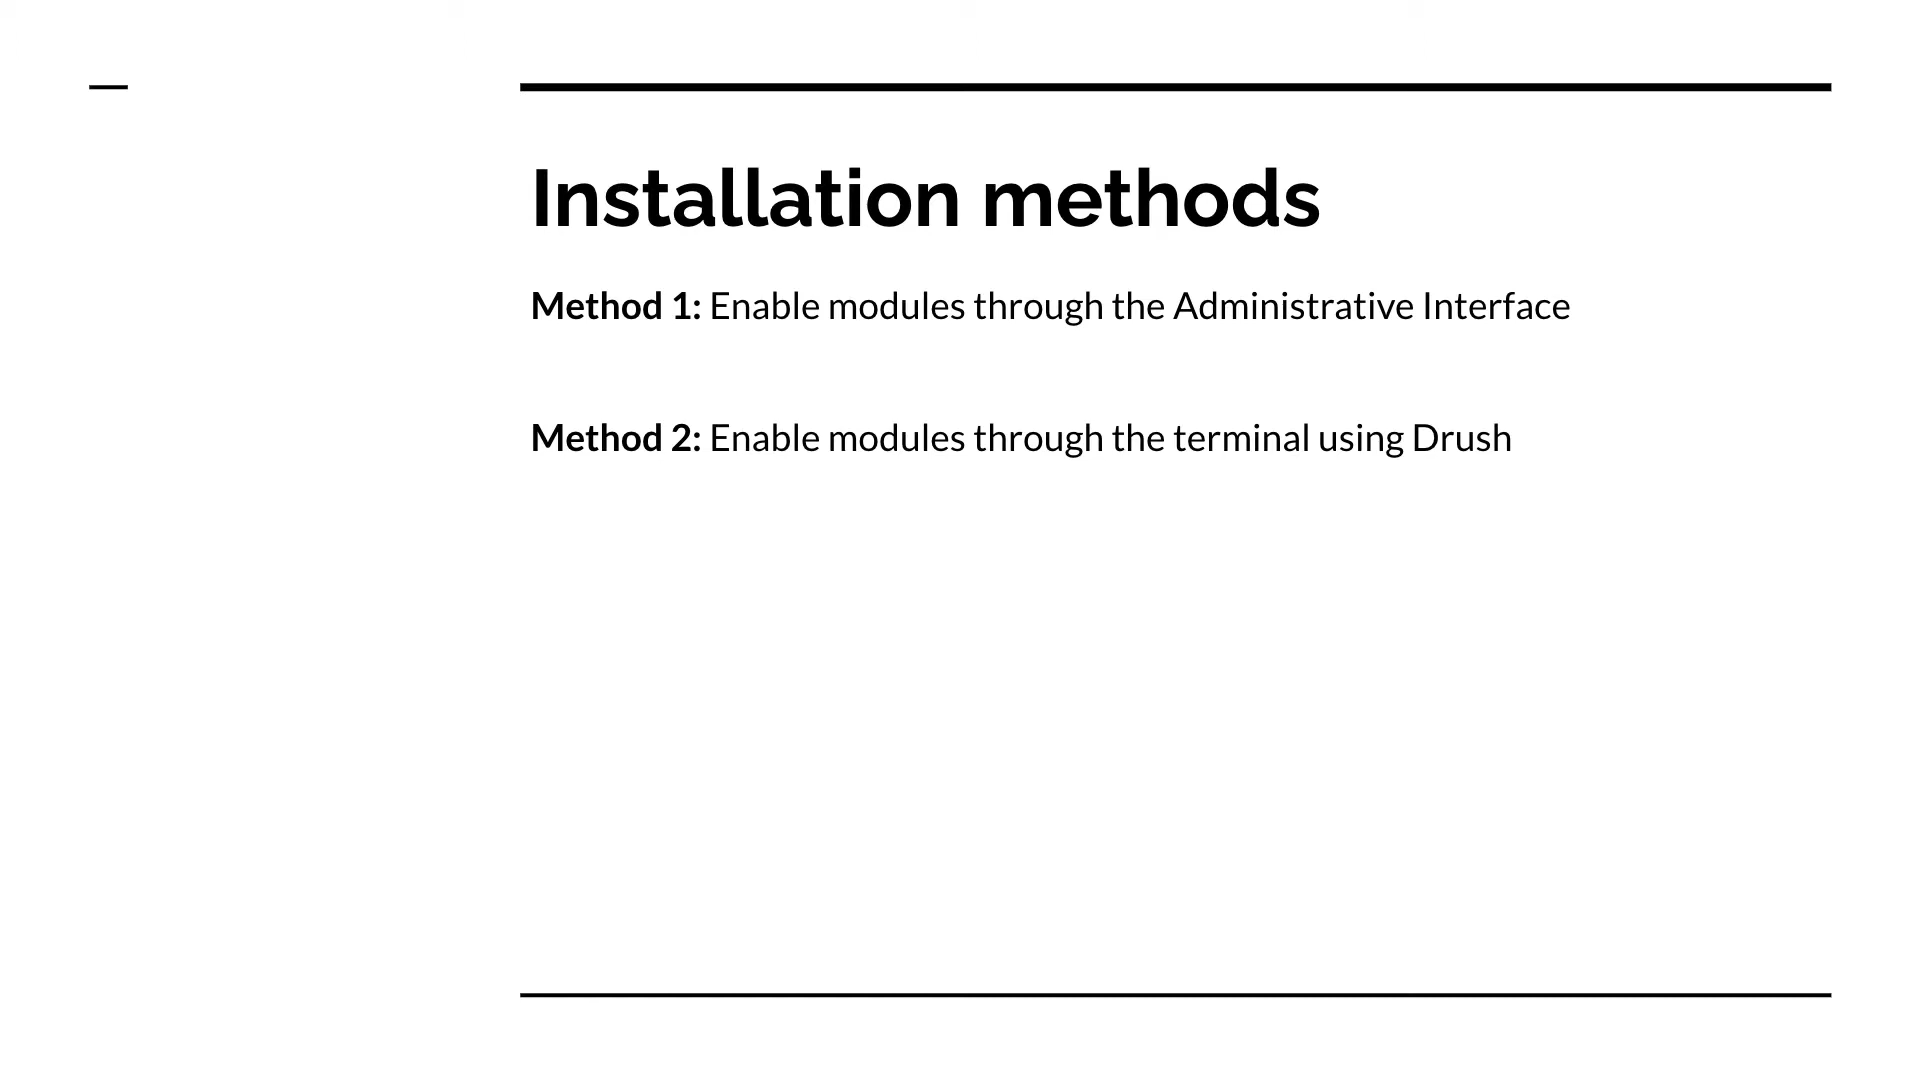 Installation methods
Method 1: Enable modules through the Administrative Interface
Method 2: Enable modules through the terminal using Drush